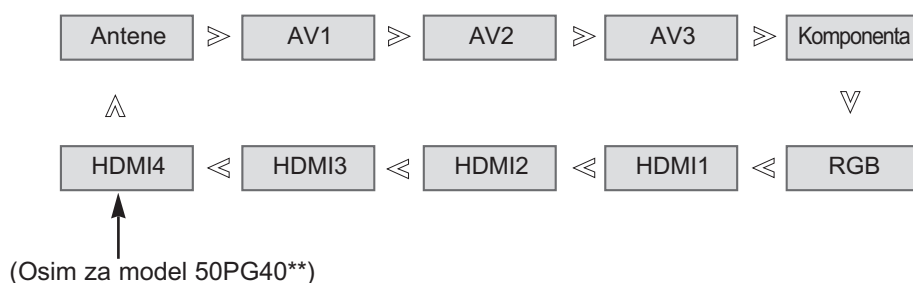 Antene AV1 AV2 AV3 Komponenta
HDMI4 HDMI3 HDMI2 HDMI1 RGB
(Osim za model 50PG40**)